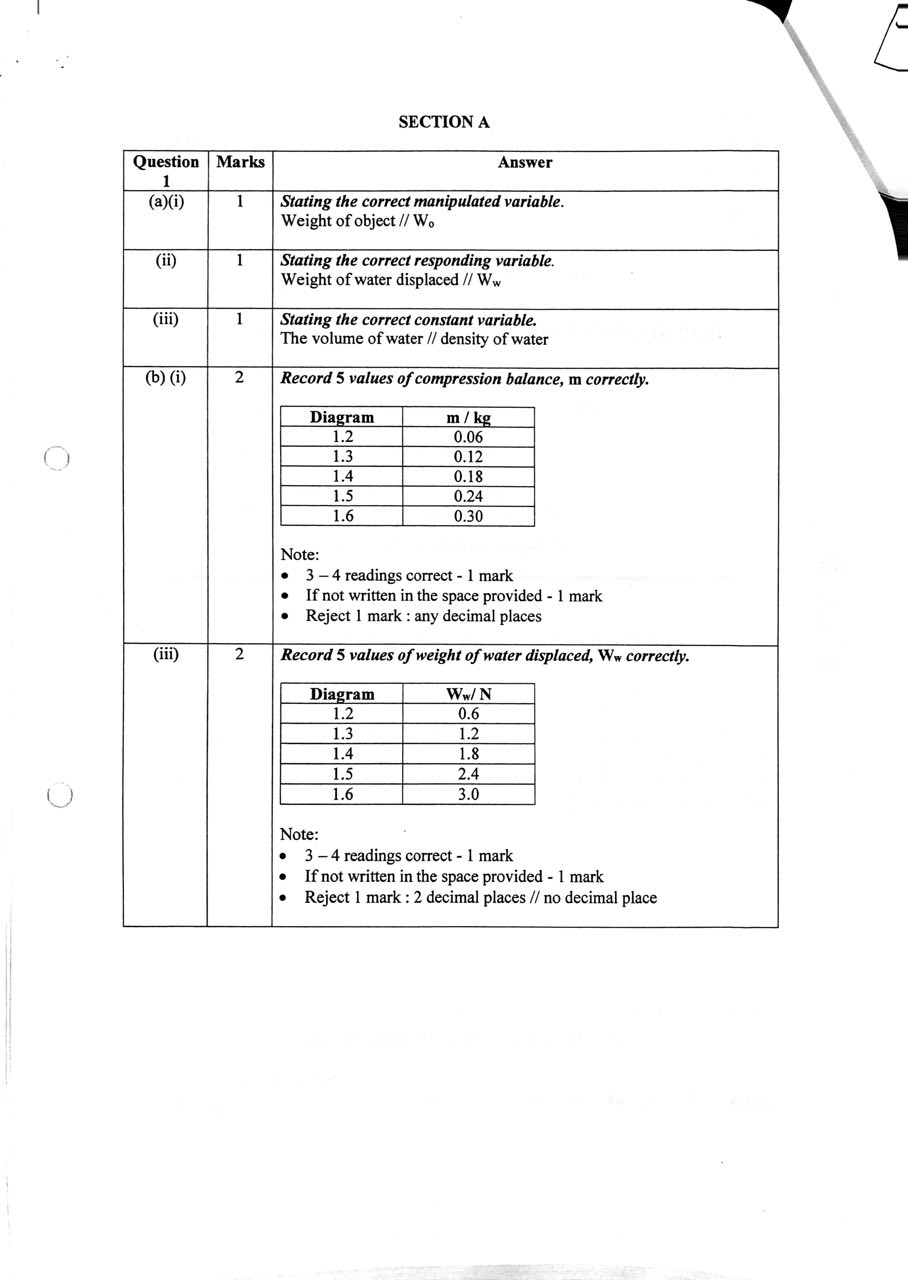 SECTION A
Question 1 Marks Answer
(a)(i) 1 Stating the correct manipulated variable.
Weight of object // Wo
(ii) 1 Stating the correct responding variable.
Weight of water displaced // Ww
(iii) 1 Stating the correct constant variable.
The volume of water // density of water
(b) (i) 2 Record 5 values of compression balance, m correctly.
Diagram m / kg
1.2 0.06
1.3 0.12
1.4 0.18
1.5 0.24
1.6 0.30
Note:
• 3 – 4 readings correct - 1 mark
• If not written in the space provided - 1 mark
• Reject 1 mark : any decimal places
(iii) 2 Record 5 values of weight of water displaced, Ww correctly.
Diagram Ww/ N
1.2 0.6
1.3 1.2
1.4 1.8
1.5 2.4
1.6 3.0
Note:
• 3 – 4 readings correct - 1 mark
• If not written in the space provided - 1 mark
• Reject 1 mark : 2 decimal places // no decimal place